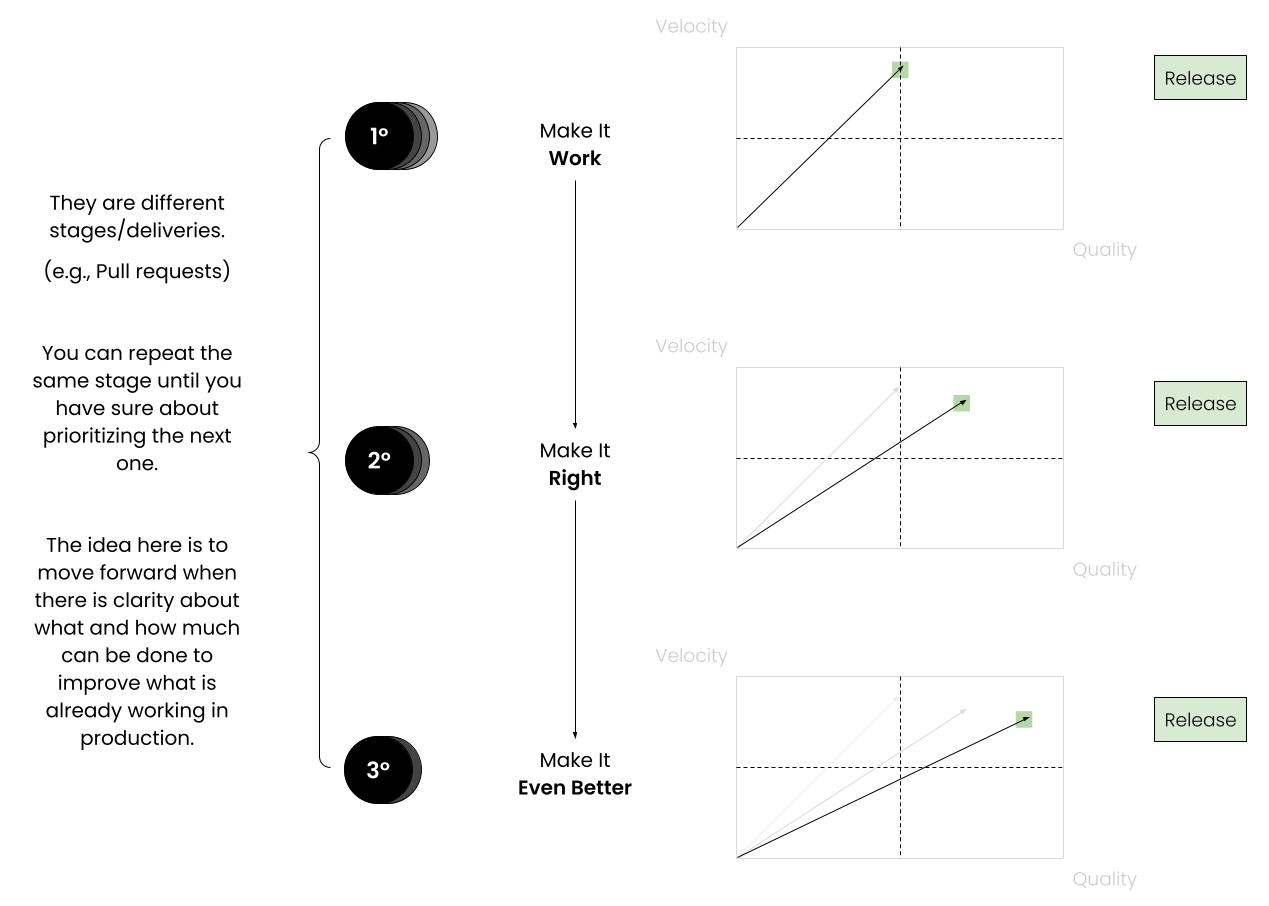 They are different
stages/deliveries.
(e.g., Pull requests)
You can repeat the
same stage until you
have sure about
prioritizing the next
one.
The idea here is to
move forward when
there is clarity about
what and how much
can be done to
improve what is
already working in
production.
1º
Make It
Work
Velocity
Quality
Release
2º
Make It
Right
Velocity
Quality
Release
3º
Make It
Even Better
Velocity
Quality
Release